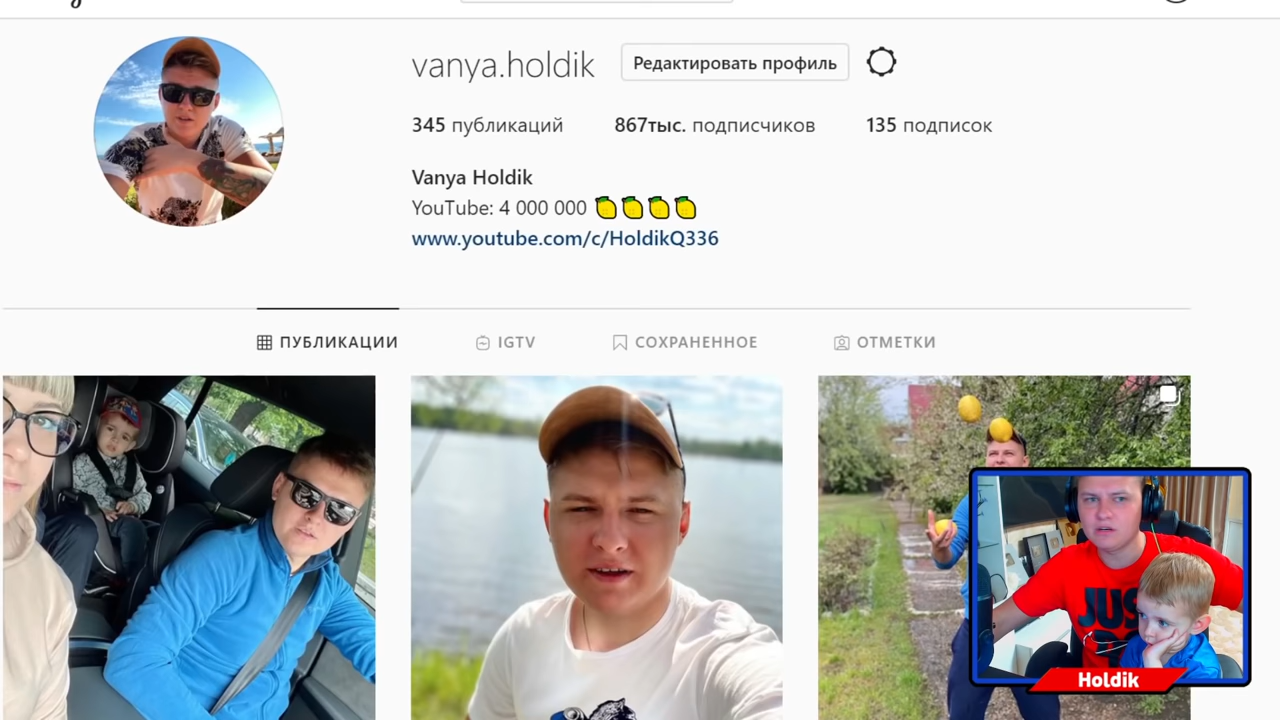 vanya.holdik
Редактировать профиль
345 публикаций
867тыс. подписчиков
135 подписок
Vanya Holdik
YouTube: 4 000 000 🍋🍋🍋🍋
www.youtube.com/c/HoldikQ336
ПУБЛИКАЦИИ
IGTV
СОХРАНЕННОЕ
ОТМЕТКИ
JUS
Holdik